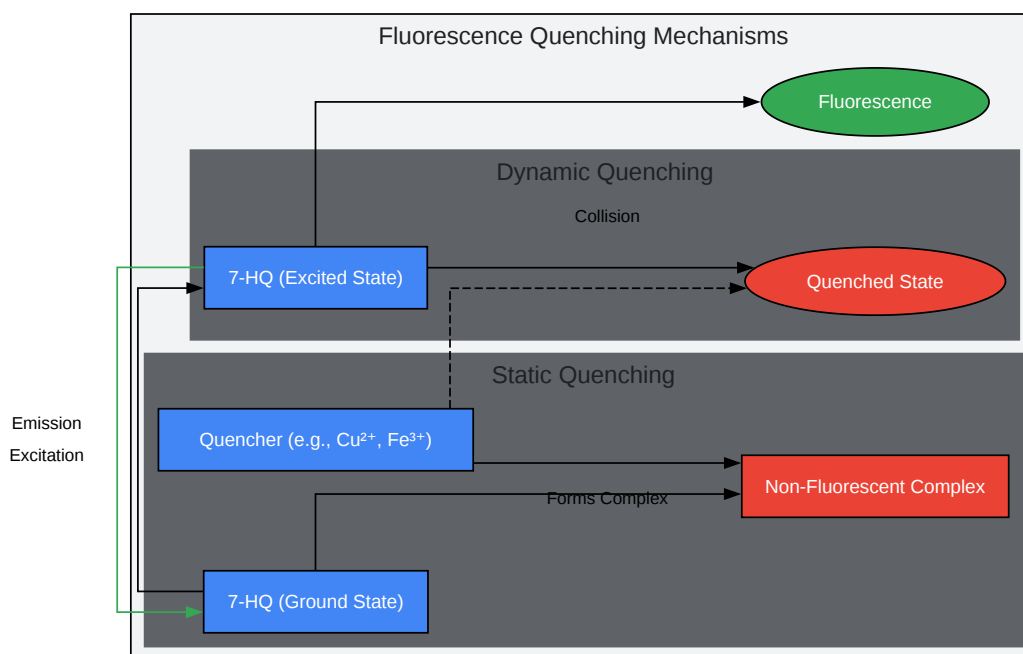 Fluorescence Quenching Mechanisms
Fluorescence
Dynamic Quenching
Collision
7-HQ (Excited State)
Quenched State
Static Quenching
Emission
Excitation
Quencher (e.g., Cu²⁺, Fe³⁺)
Non-Fluorescent Complex
Forms Complex
7-HQ (Ground State)